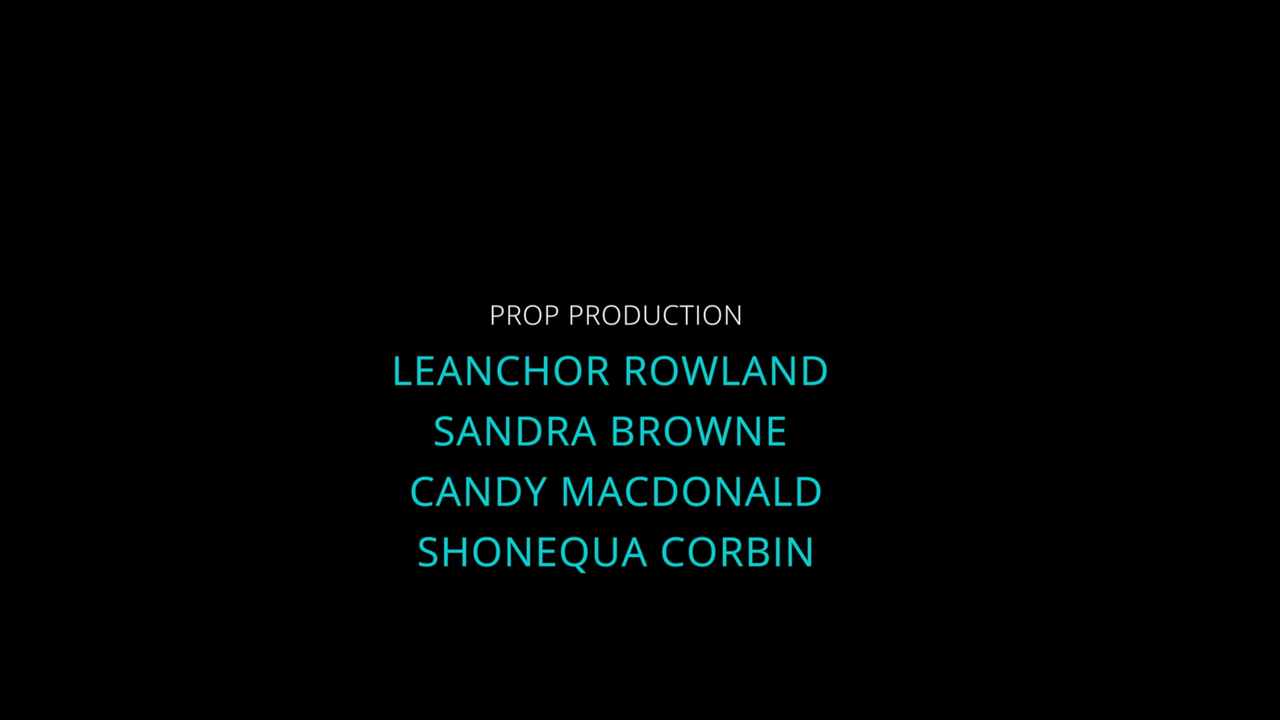 PROP PRODUCTION
LEANCHOR ROWLAND
SANDRA BROWNE
CANDY MACDONALD
SHONEQUA CORBIN